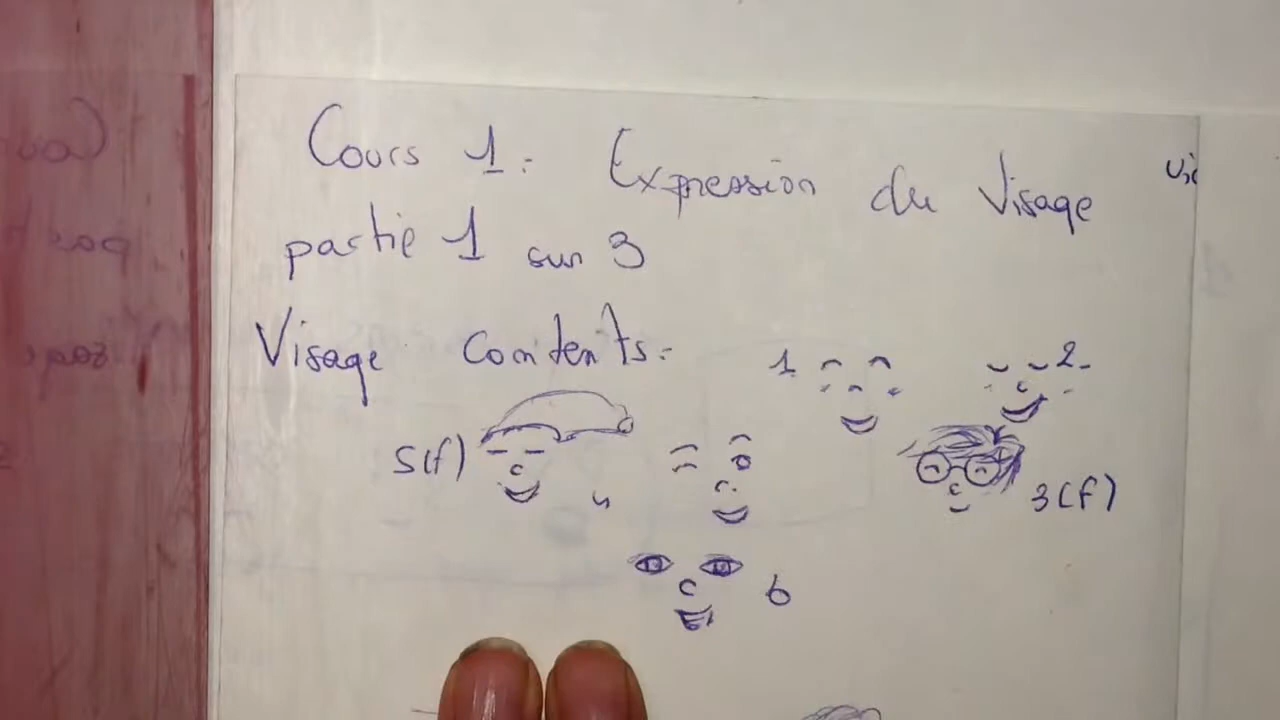 Cours 1: Expression du Visage
partie 1 sur 3
Visage Contents:
1 2
5(f) 4 3(f)
6